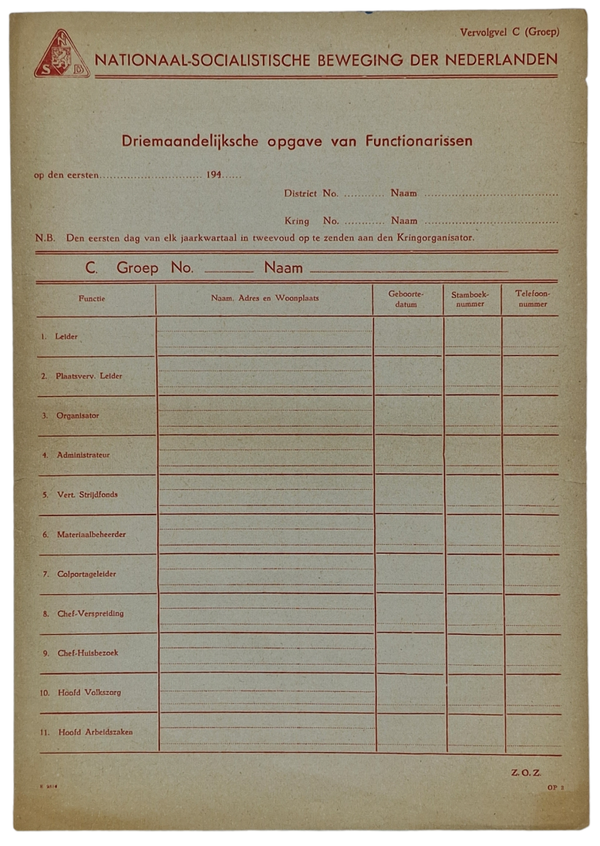 Vervolgvel C (Groep)
N
S B
NATIONAAL-SOCIALISTISCHE BEWEGING DER NEDERLANDEN
Driemaandelijksche opgave van Functionarissen
op den eersten.............................. 194......
District No. ............ Naam ........................................
Kring No. ............ Naam ........................................
N.B. Den eersten dag van elk jaarkwartaal in tweevoud op te zenden aan den Kringorganisator.
C. Groep No. ______ Naam ______________________
Functie Naam, Adres en Woonplaats Geboorte-datum Stamboek-nummer Telefoon-nummer
1. Leider
2. Plaatsverv. Leider
3. Organisator
4. Administrateur
5. Vert. Strijdfonds
6. Materiaalbeheerder
7. Colportageleider
8. Chef-Verspreiding
9. Chef-Huisbezoek
10. Hoofd Volkszorg
11. Hoofd Arbeidszaken
Z.O.Z.